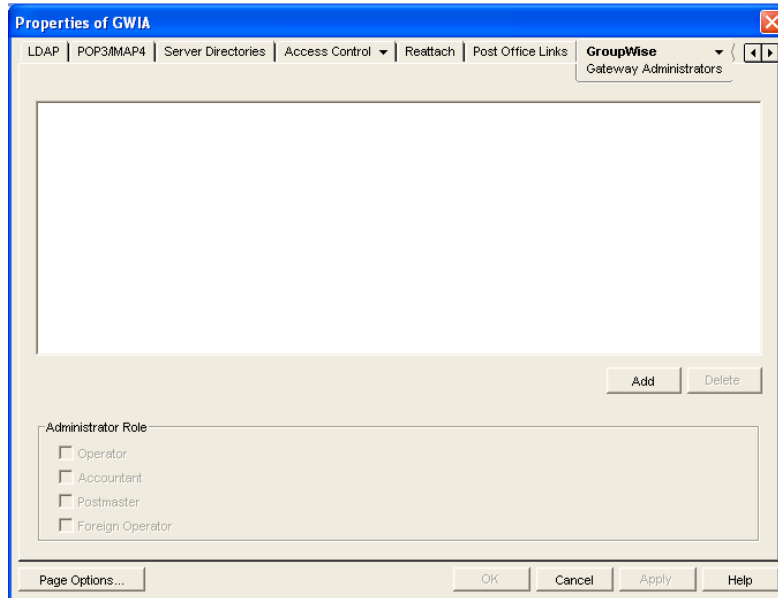 Properties of GWIA
LDAP POP3/IMAP4 Server Directories Access Control Reattach Post Office Links GroupWise
Gateway Administrators
Add Delete
Administrator Role
Operator
Accountant
Postmaster
Foreign Operator
Page Options... OK Cancel Apply Help